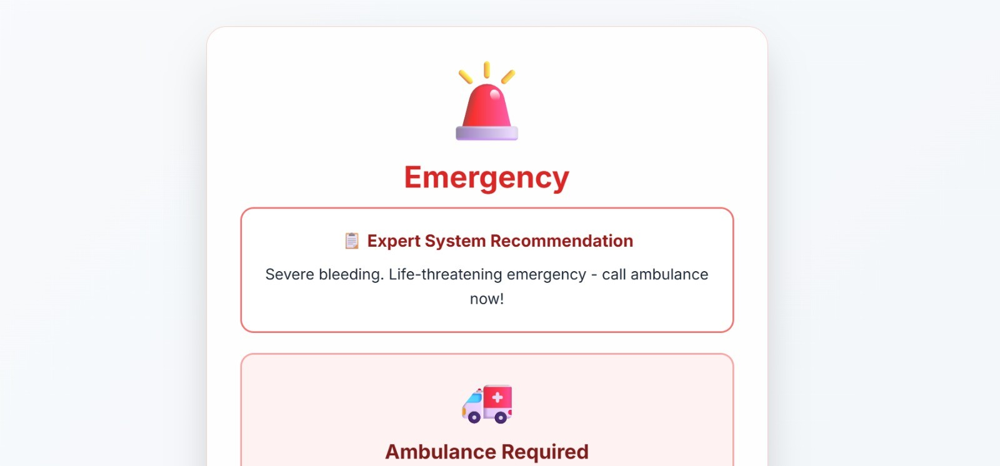 Emergency
Expert System Recommendation
Severe bleeding. Life-threatening emergency - call ambulance
now!
Ambulance Required